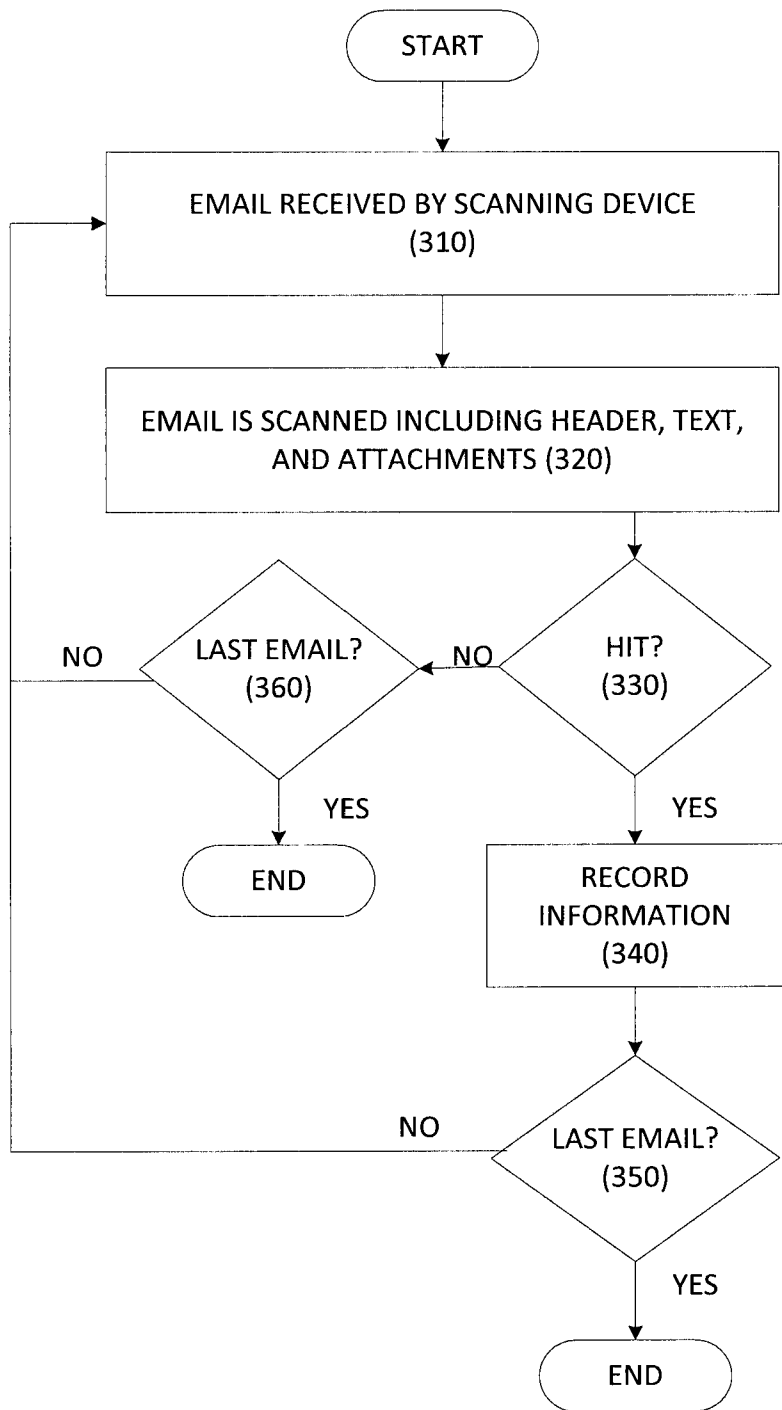 START
EMAIL RECEIVED BY SCANNING DEVICE
(310)
EMAIL IS SCANNED INCLUDING HEADER, TEXT,
AND ATTACHMENTS (320)
NO
LAST EMAIL?
(360)
NO
HIT?
(330)
YES
YES
END
RECORD
INFORMATION
(340)
NO
LAST EMAIL?
(350)
YES
END